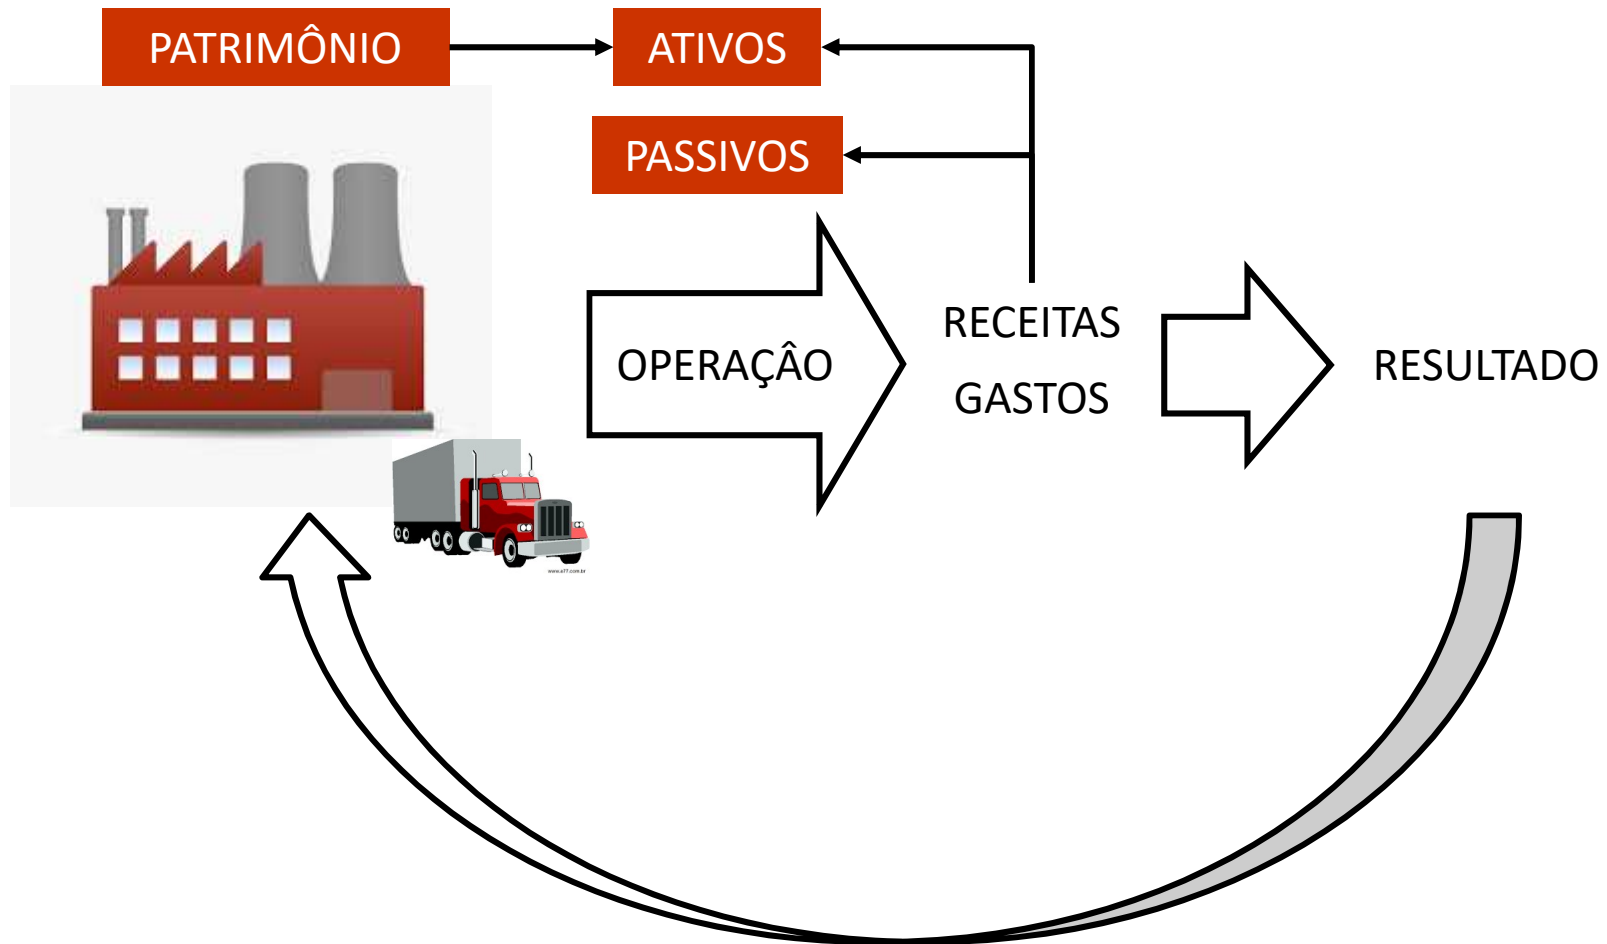 PATRIMÔNIO
ATIVOS
PASSIVOS
OPERAÇÂO
RECEITAS
GASTOS
RESULTADO